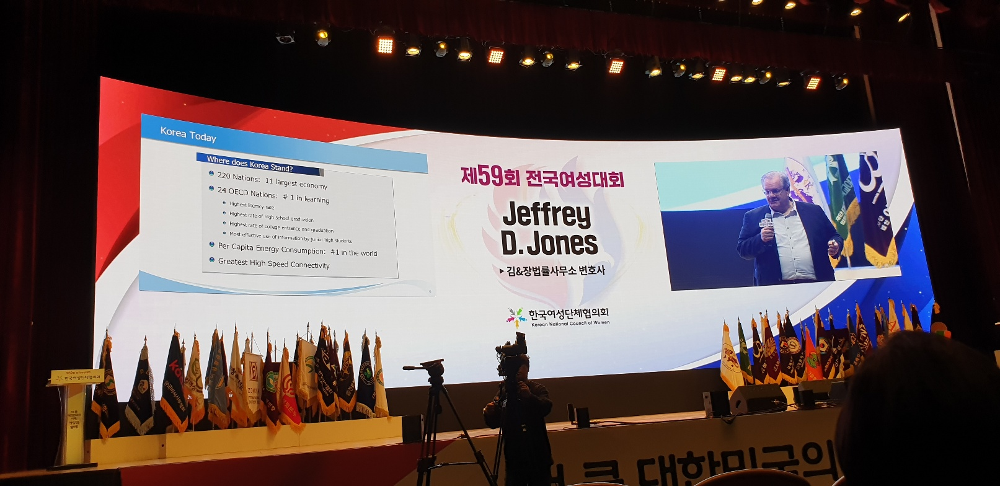 Korea Today
Where does Korea Stand?
220 Nations: 11 largest economy
24 OECD Nations: # 1 in learning
Highest literacy rate
Highest rate of high school graduation
Highest rate of college entrance and graduation
Most effective use of information by junior high students
Per Capita Energy Consumption: #1 in the world
Greatest High Speed Connectivity
제59회 전국여성대회
Jeffrey
D. Jones
▶ 김&장법률사무소 변호사
한국여성단체협의회
Korean National Council of Women
한국여성단체협의회
ZONTA
큰 대한민국의